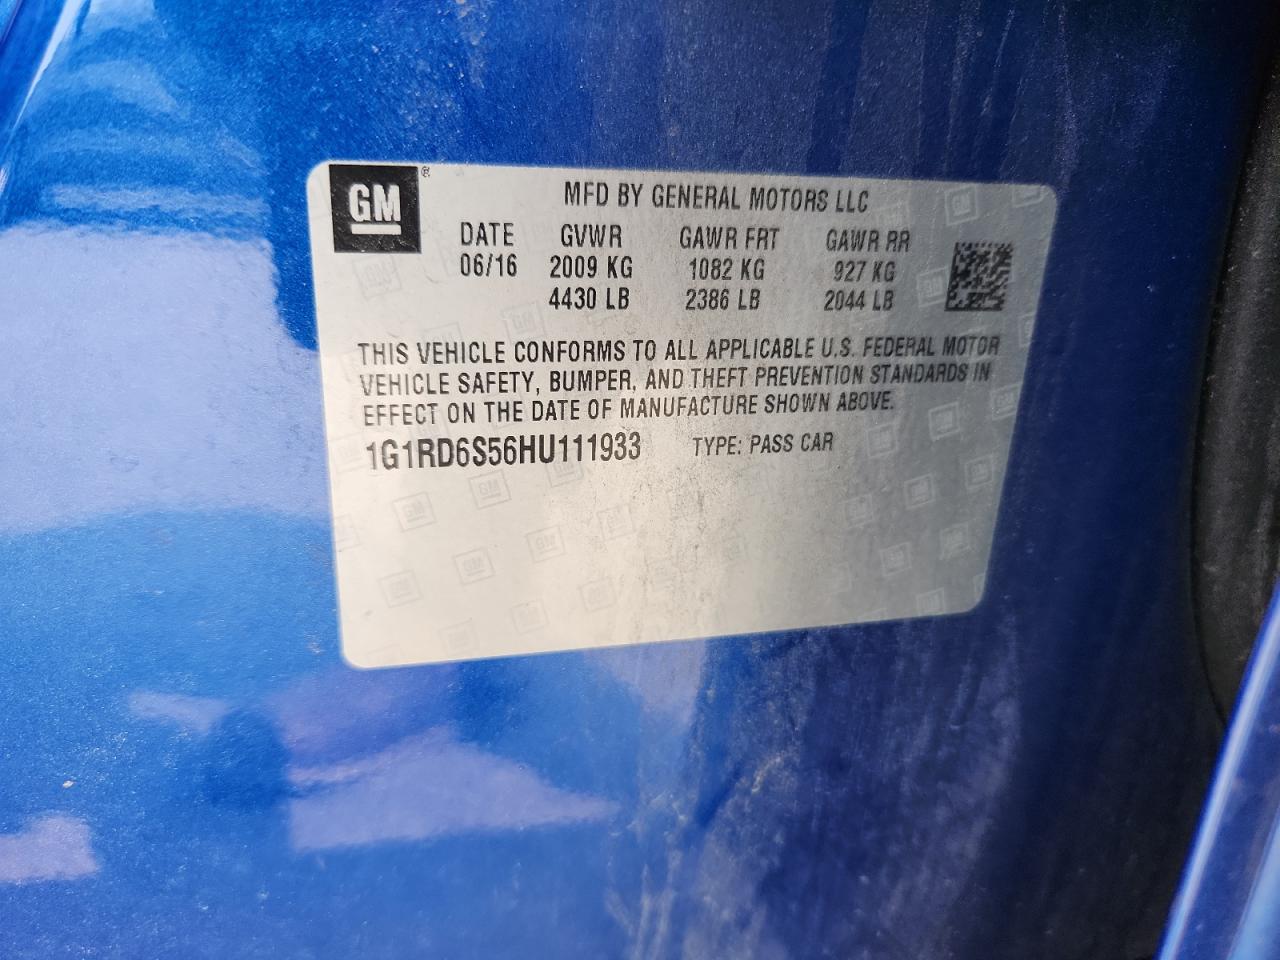 GM®
MFD BY GENERAL MOTORS LLC
DATE GVWR GAWR FRT GAWR RR
06/16 2009 KG 1082 KG 927 KG
4430 LB 2386 LB 2044 LB
THIS VEHICLE CONFORMS TO ALL APPLICABLE U.S. FEDERAL MOTOR
VEHICLE SAFETY, BUMPER, AND THEFT PREVENTION STANDARDS IN
EFFECT ON THE DATE OF MANUFACTURE SHOWN ABOVE.
1G1RD6S56HU111933 TYPE: PASS CAR